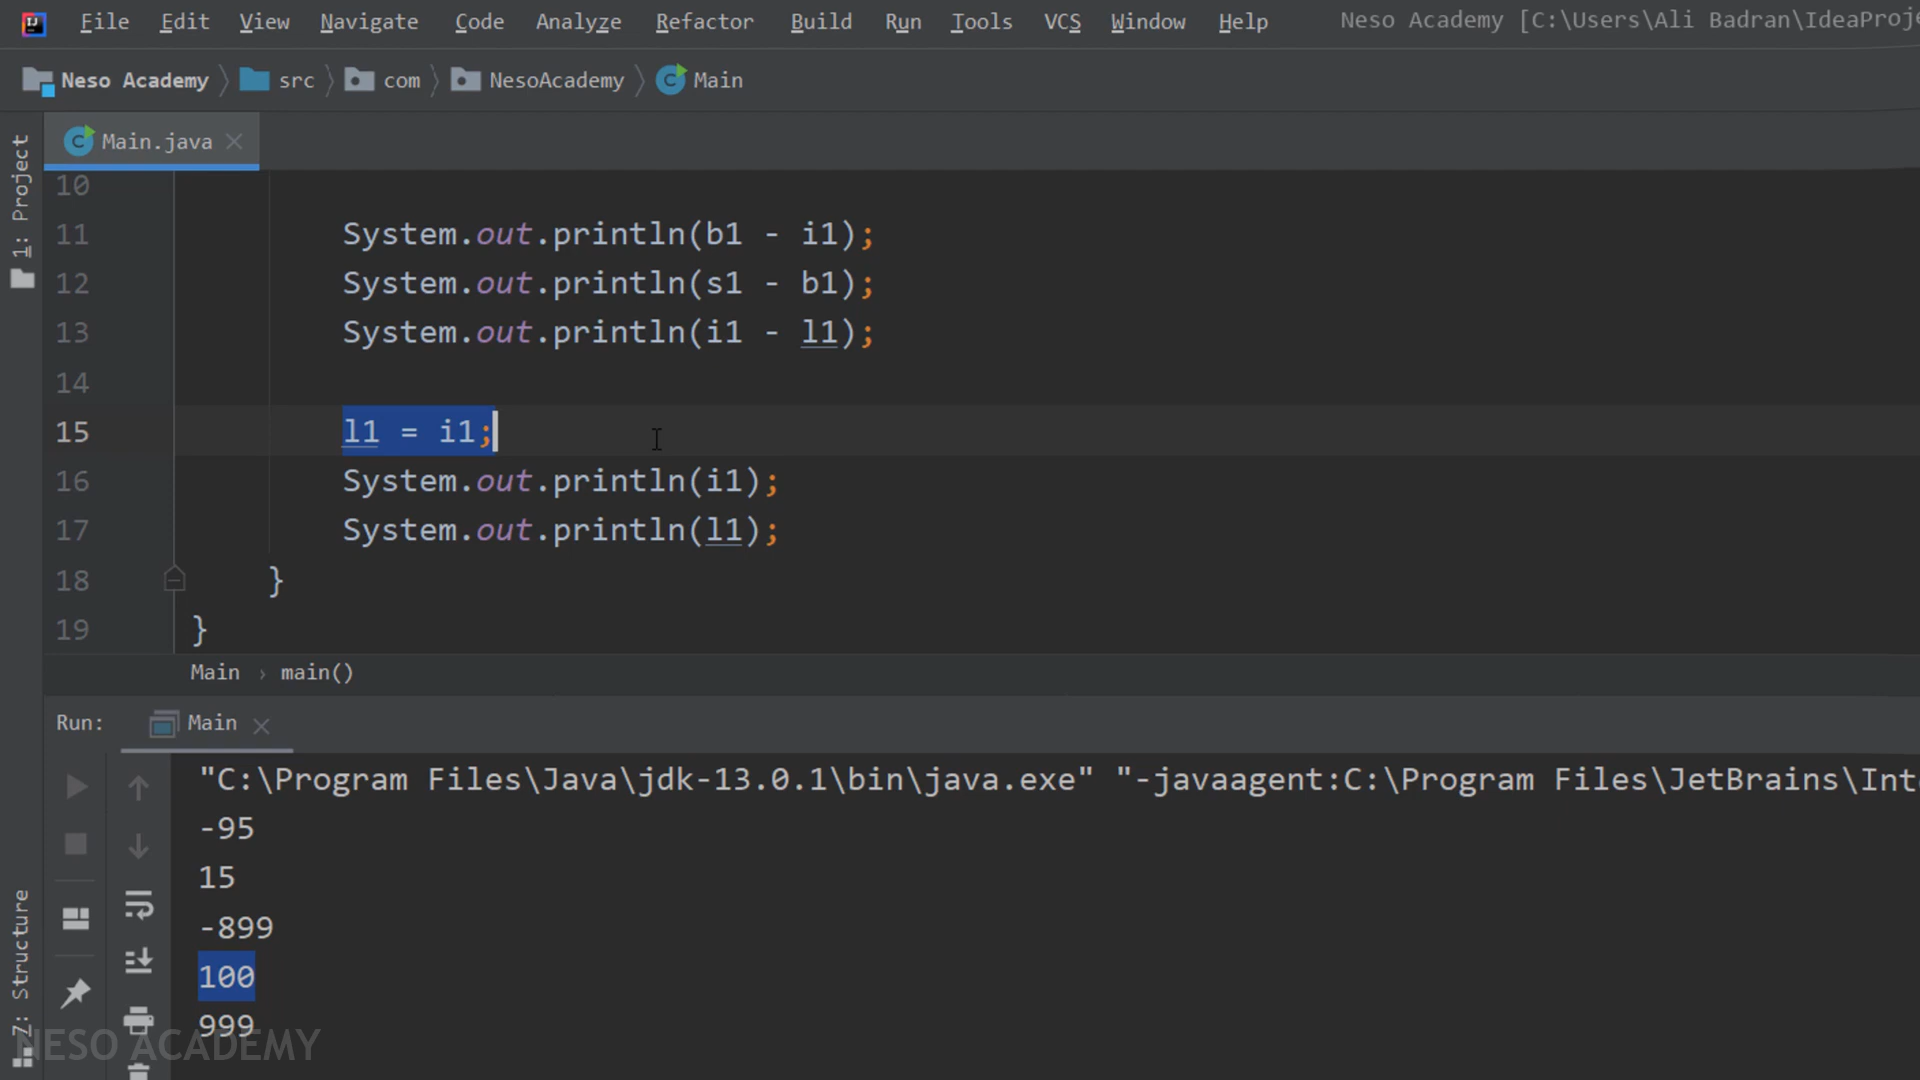 File Edit View Navigate Code Analyze Refactor Build Run Tools VCS Window Help Neso Academy [C:\Users\Ali Badran\IdeaProje
Neso Academy src com NesoAcademy Main
Main.java
1: Project
10
11 System.out.println(b1 - i1);
12 System.out.println(s1 - b1);
13 System.out.println(i1 - l1);
14
15 l1 = i1;
16 System.out.println(i1);
17 System.out.println(l1);
18 }
19 }
Main › main()
Run: Main
"C:\Program Files\Java\jdk-13.0.1\bin\java.exe" "-javaagent:C:\Program Files\JetBrains\Inte
-95
15
-899
100
999
Z: Structure
NESO ACADEMY